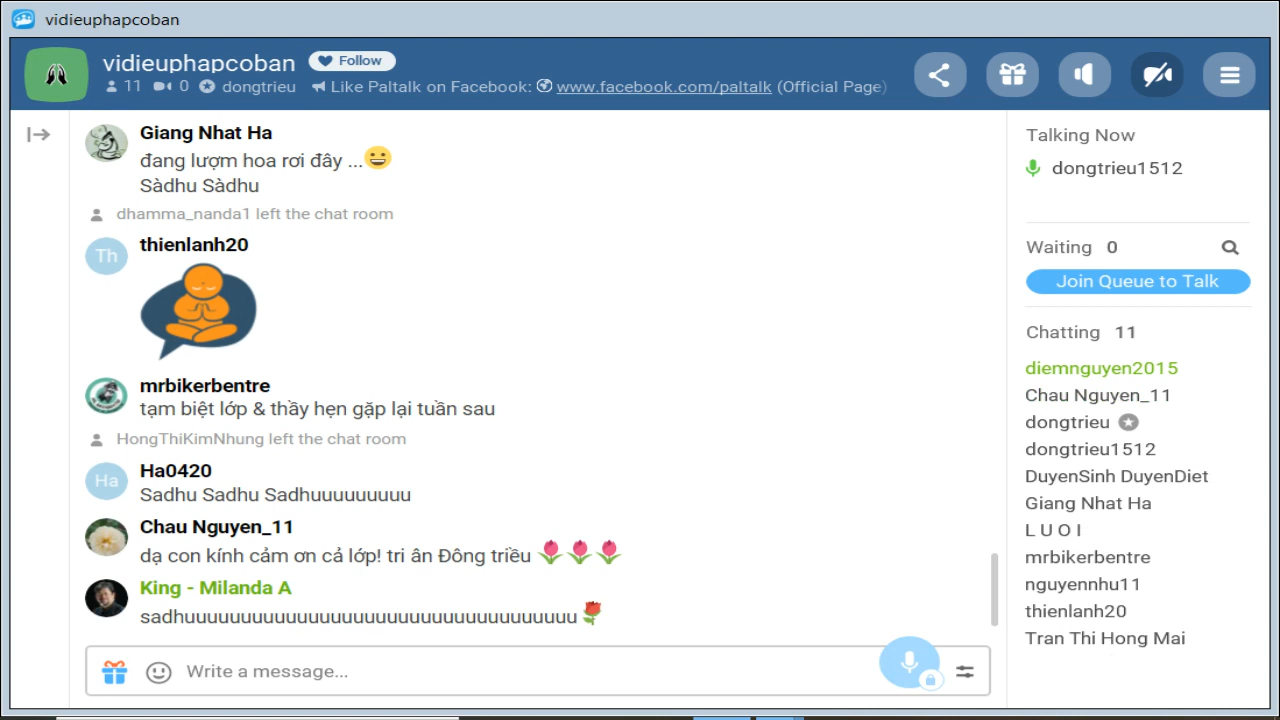 vidieuphapcoban
vidieuphapcoban Follow
11 0 dongtrieu Like Paltalk on Facebook: www.facebook.com/paltalk (Official Page)
Giang Nhat Ha
đang lượm hoa rơi đây ...
Sàdhu Sàdhu
dhamma_nanda1 left the chat room
Th
thienlanh20
mrbikerbentre
tạm biệt lớp & thầy hẹn gặp lại tuần sau
HongThiKimNhung left the chat room
Ha
Ha0420
Sadhu Sadhu Sadhuuuuuuuuu
Chau Nguyen_11
dạ con kính cảm ơn cả lớp! tri ân Đông triều
King - Milanda A
sadhuuuuuuuuuuuuuuuuuuuuuuuuuuuuuuuuuuu
Write a message...
Talking Now
dongtrieu1512
Waiting 0
Join Queue to Talk
Chatting 11
diemnguyen2015
Chau Nguyen_11
dongtrieu
dongtrieu1512
DuyenSinh DuyenDiet
Giang Nhat Ha
L U O I
mrbikerbentre
nguyennhu11
thienlanh20
Tran Thi Hong Mai